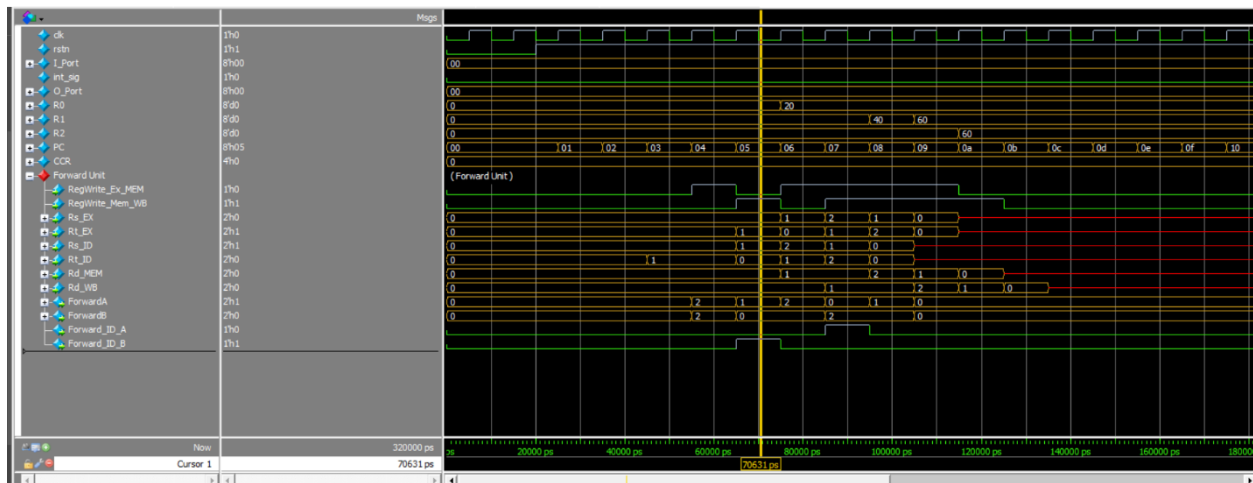 Msgs
clk 1'h0
rstn 1'h1
I_Port 8'h00 00
int_sig 1'h0
O_Port 8'h00 00
R0 8'd0 0 20
R1 8'd0 0 40 60
R2 8'd0 0 60
PC 8'h05 00 01 02 03 04 05 06 07 08 09 0a 0b 0c 0d 0e 0f 10
CCR 4'h0 0
Forward Unit ( Forward Unit )
RegWrite_Ex_MEM 1'h0
RegWrite_Mem_WB 1'h1
Rs_EX 2'h0 0 1 2 1 0
Rt_EX 2'h1 0 1 0 1 2 0
Rs_ID 2'h1 0 1 2 1 0
Rt_ID 2'h0 0 1 0 1 2 0
Rd_MEM 2'h0 0 1 2 1 0
Rd_WB 2'h0 0 1 2 1 0
ForwardA 2'h1 0 2 1 2 0 1 0
ForwardB 2'h0 0 2 0 2 0
Forward_ID_A 1'h0
Forward_ID_B 1'h1
Now 320000 ps ps 20000 ps 40000 ps 60000 ps 80000 ps 100000 ps 120000 ps 140000 ps 160000 ps 18000
Cursor 1 70631 ps 70631 ps